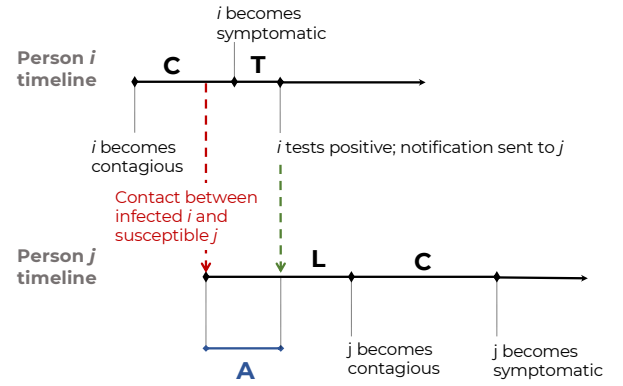 i becomes
symptomatic
Person i
timeline
C
T
i becomes
contagious
i tests positive; notification sent to j
Contact between
infected i and
susceptible j
Person j
timeline
L
C
A
j becomes
contagious
j becomes
symptomatic